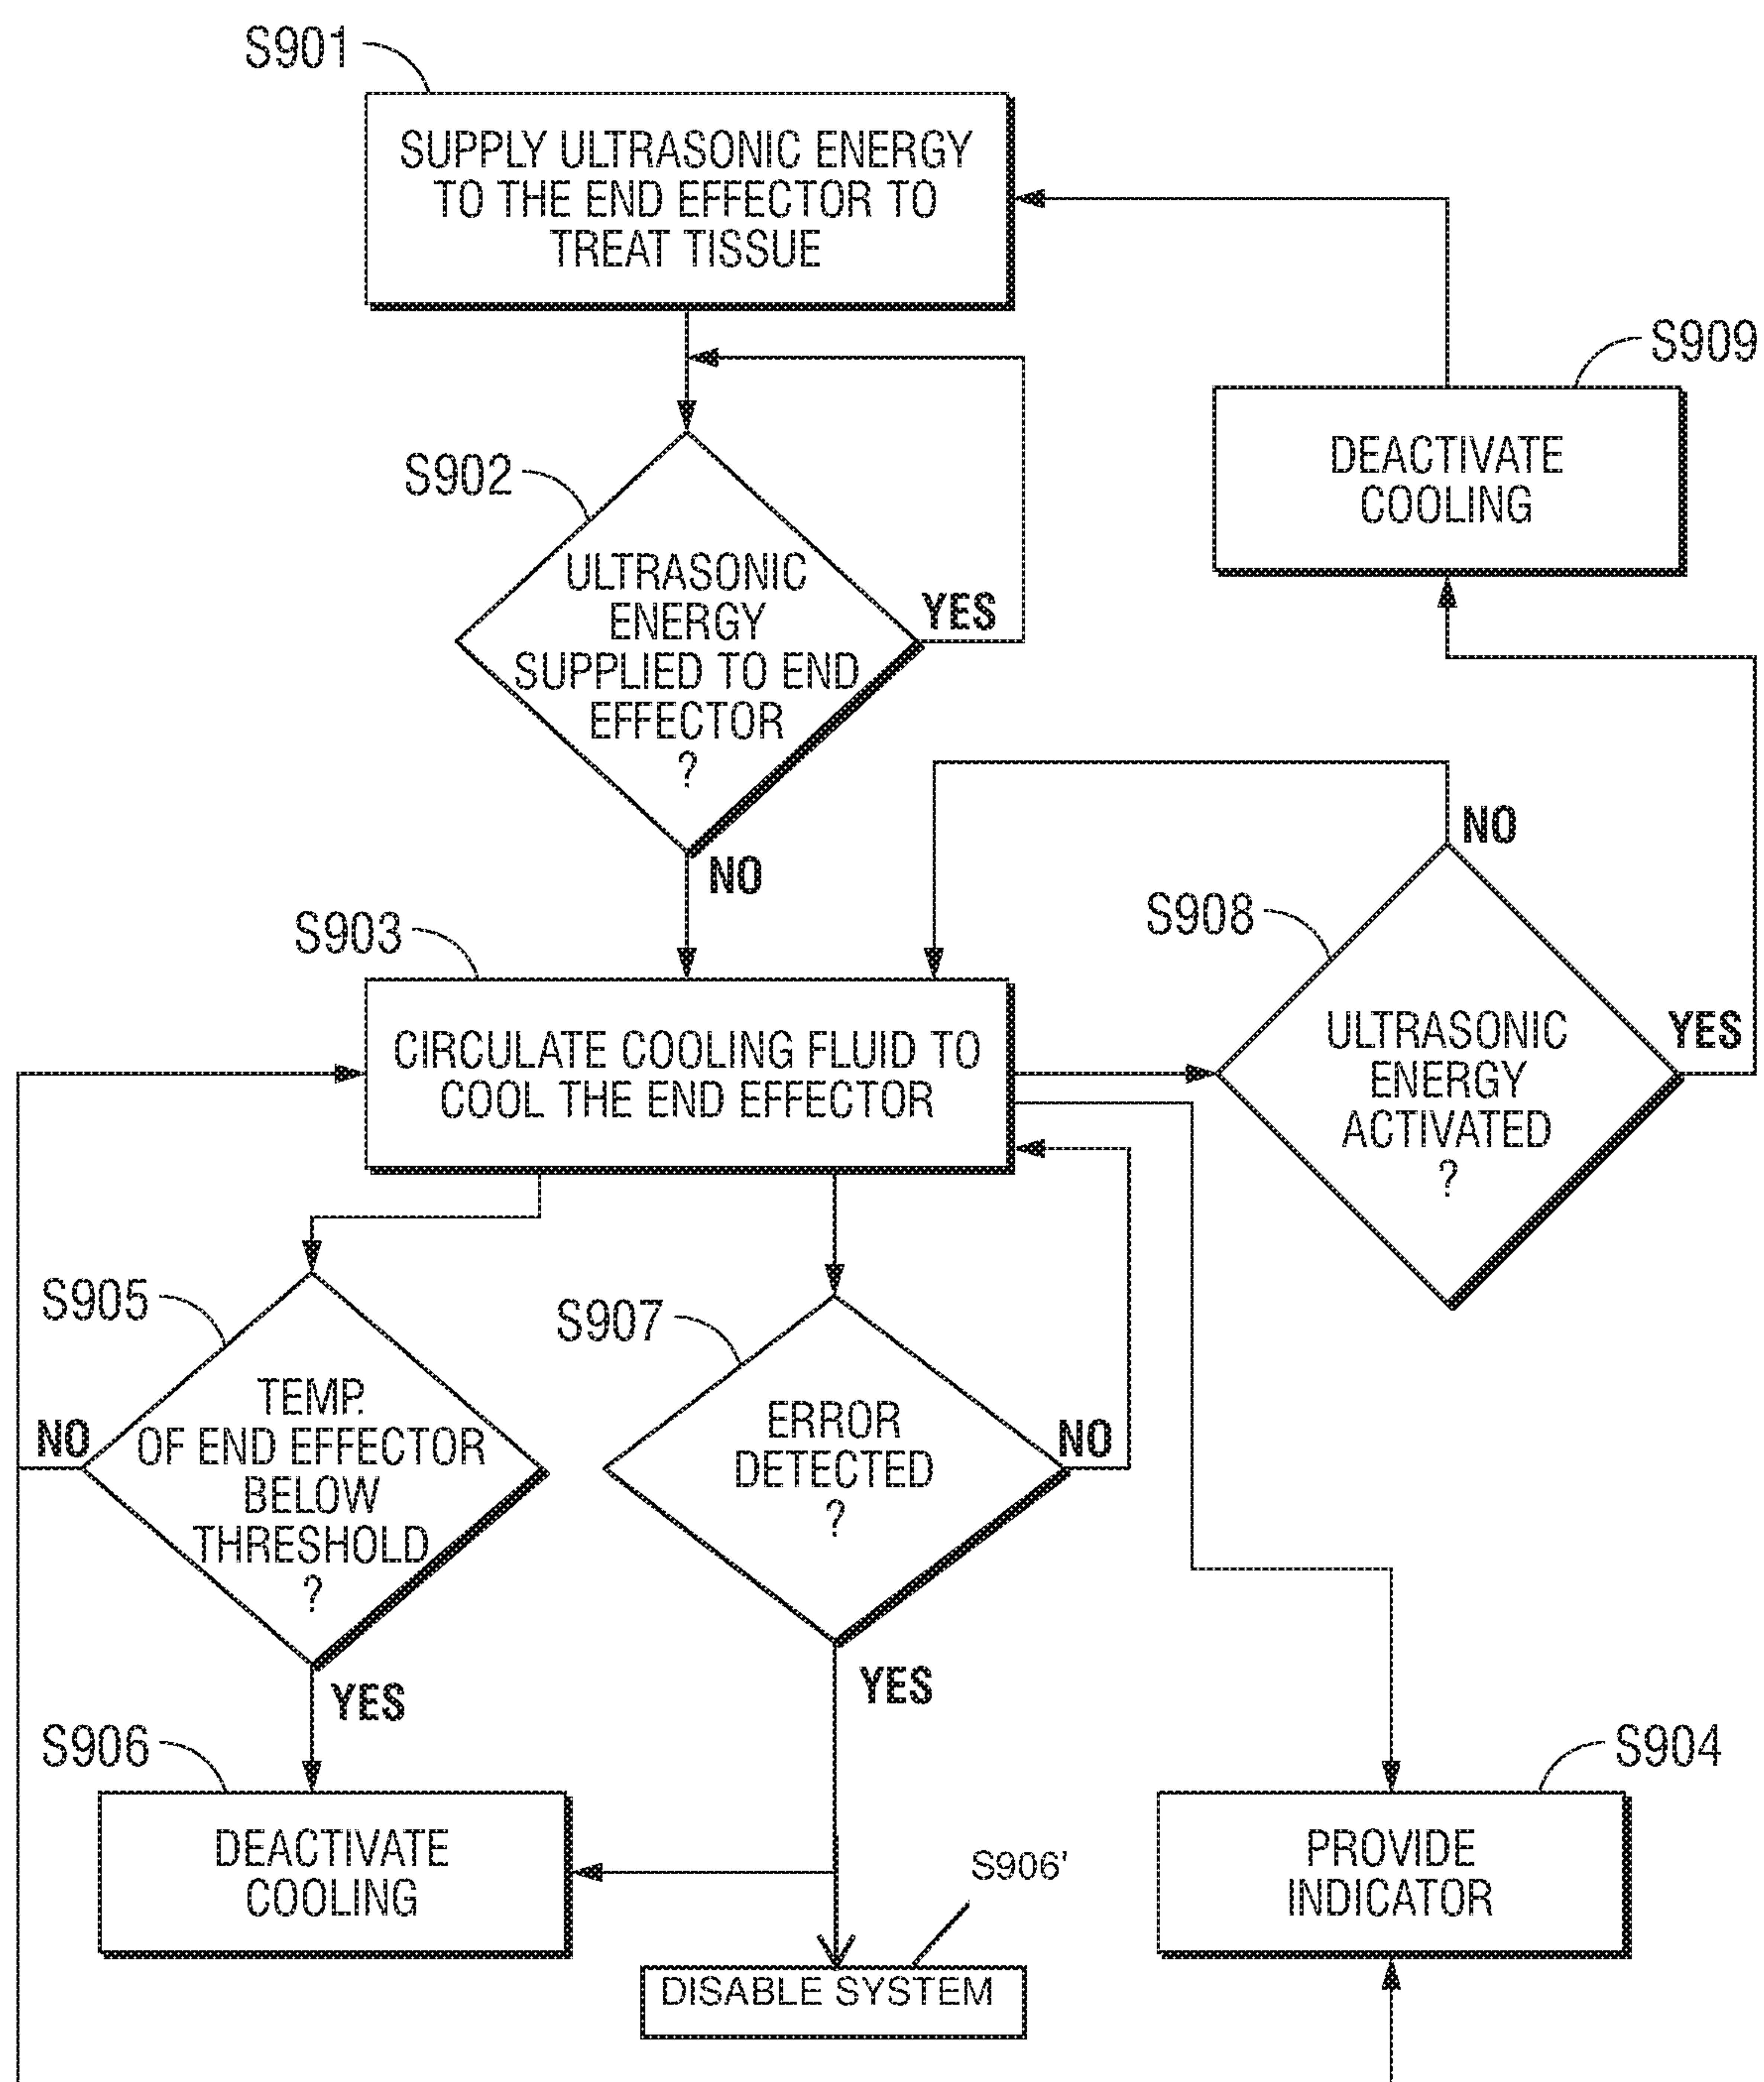 S901
SUPPLY ULTRASONIC ENERGY
TO THE END EFFECTOR TO
TREAT TISSUE
S909
DEACTIVATE
COOLING
S902
ULTRASONIC
ENERGY
SUPPLIED TO END
EFFECTOR
?
YES
NO
S908
NO
ULTRASONIC
ENERGY
ACTIVATED
?
YES
S903
CIRCULATE COOLING FLUID TO
COOL THE END EFFECTOR
S905
NO
TEMP.
OF END EFFECTOR
BELOW
THRESHOLD
?
YES
S907
ERROR
DETECTED
?
NO
YES
S906
DEACTIVATE
COOLING
S906'
DISABLE SYSTEM
S904
PROVIDE
INDICATOR